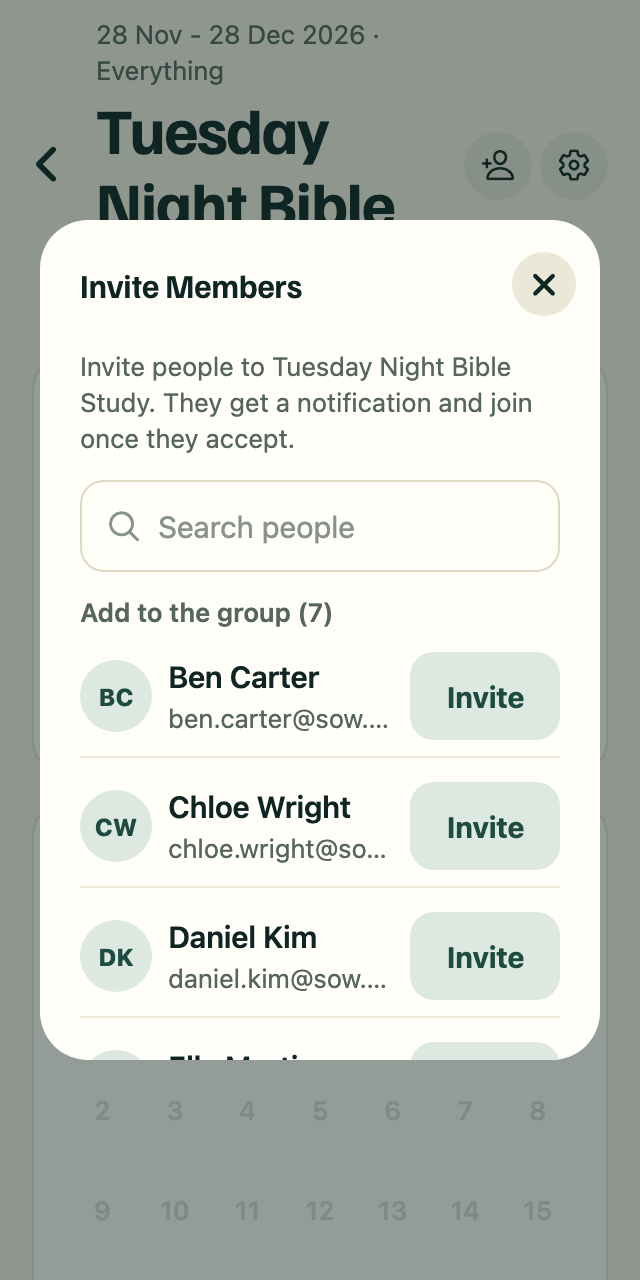 28 Nov - 28 Dec 2026 ·
Everything
Tuesday
Night Bible
Invite Members
Invite people to Tuesday Night Bible
Study. They get a notification and join
once they accept.
Search people
Add to the group (7)
BC
Ben Carter
ben.carter@sow....
Invite
CW
Chloe Wright
chloe.wright@so...
Invite
DK
Daniel Kim
daniel.kim@sow....
Invite
2 3 4 5 6 7 8
9 10 11 12 13 14 15